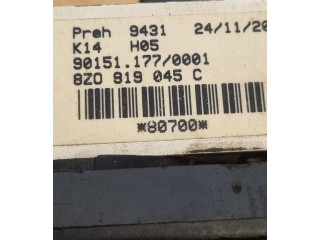 Preh 9431 24/11/20
K14 H05
90151.177/0001
8Z0 819 045 C
*80700*